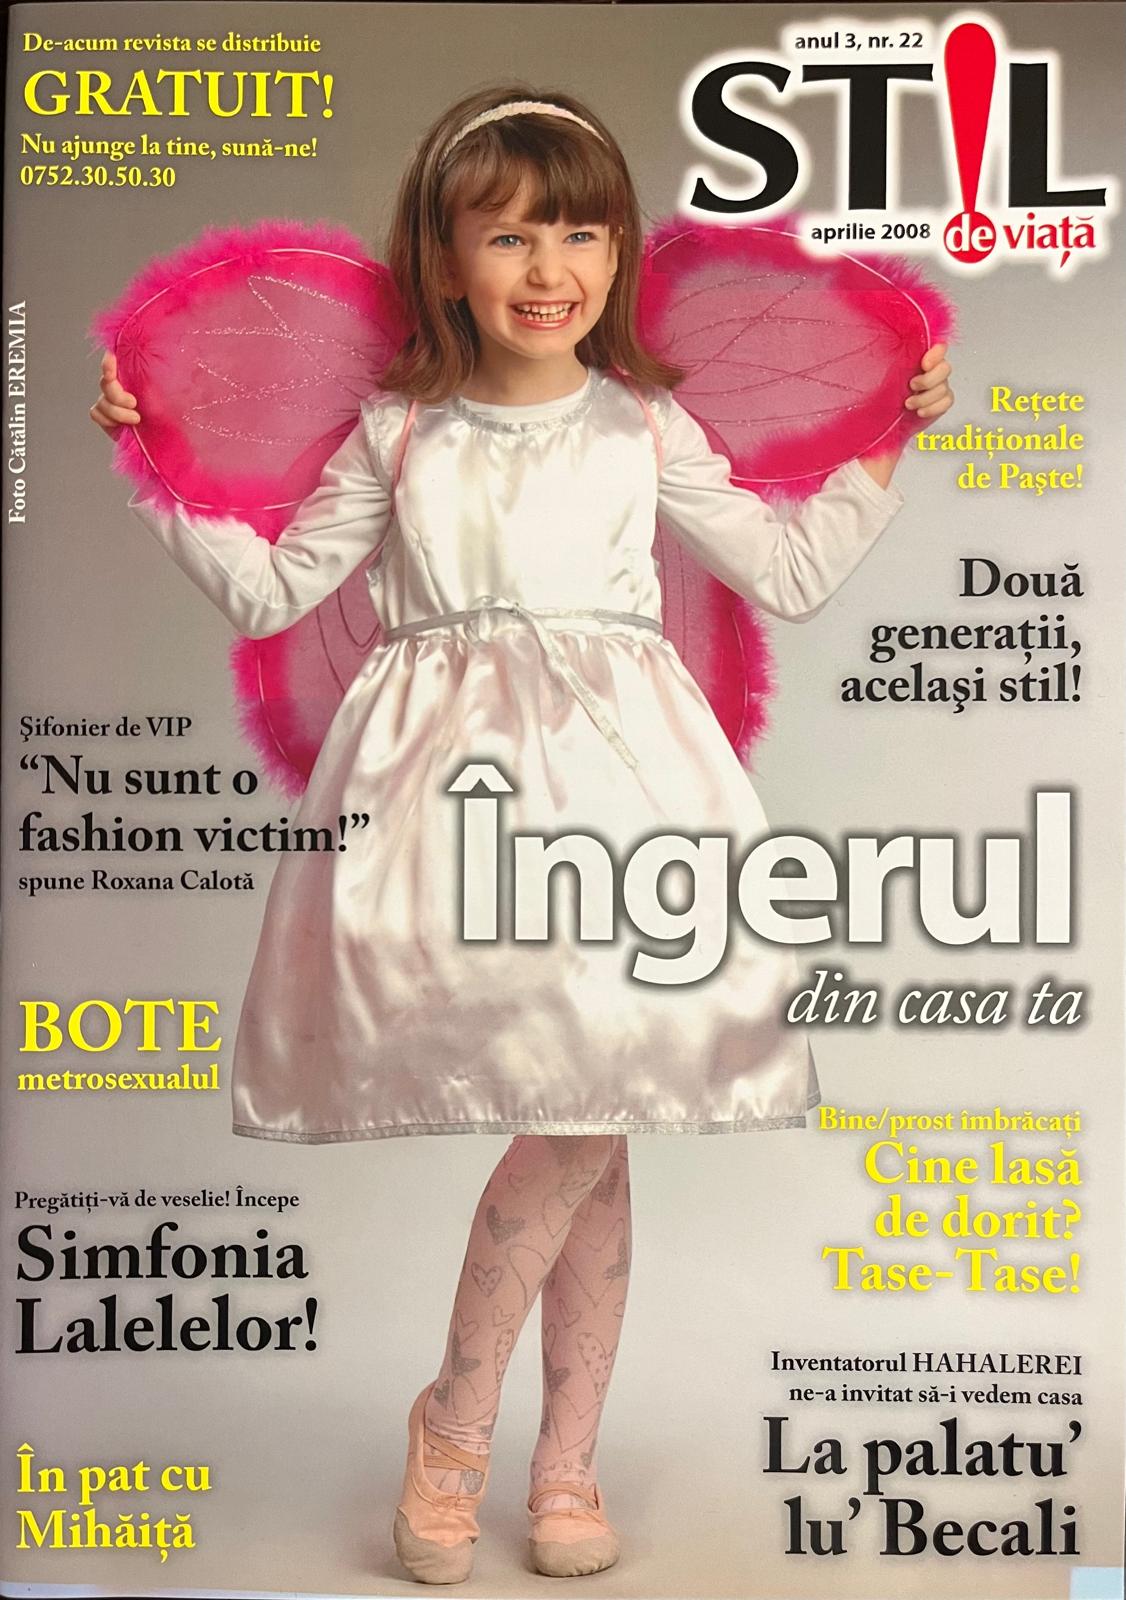 De-acum revista se distribuie
GRATUIT!
Nu ajunge la tine, sună-ne!
0752.30.50.30
anul 3, nr. 22
ST!L
aprilie 2008
de viață
Foto Cătălin EREMIA
Rețete
tradiționale
de Paşte!
Două
generații,
acelaşi stil!
Şifonier de VIP
“Nu sunt o
fashion victim!”
spune Roxana Calotă
Îngerul
din casa ta
BOTE
metrosexualul
Bine/prost îmbrăcați
Cine lasă
de dorit?
Tase-Tase!
Pregătiți-vă de veselie! Începe
Simfonia
Lalelelor!
Inventatorul HAHALEREI
ne-a invitat să-i vedem casa
La palatu’
lu’ Becali
În pat cu
Mihăiță